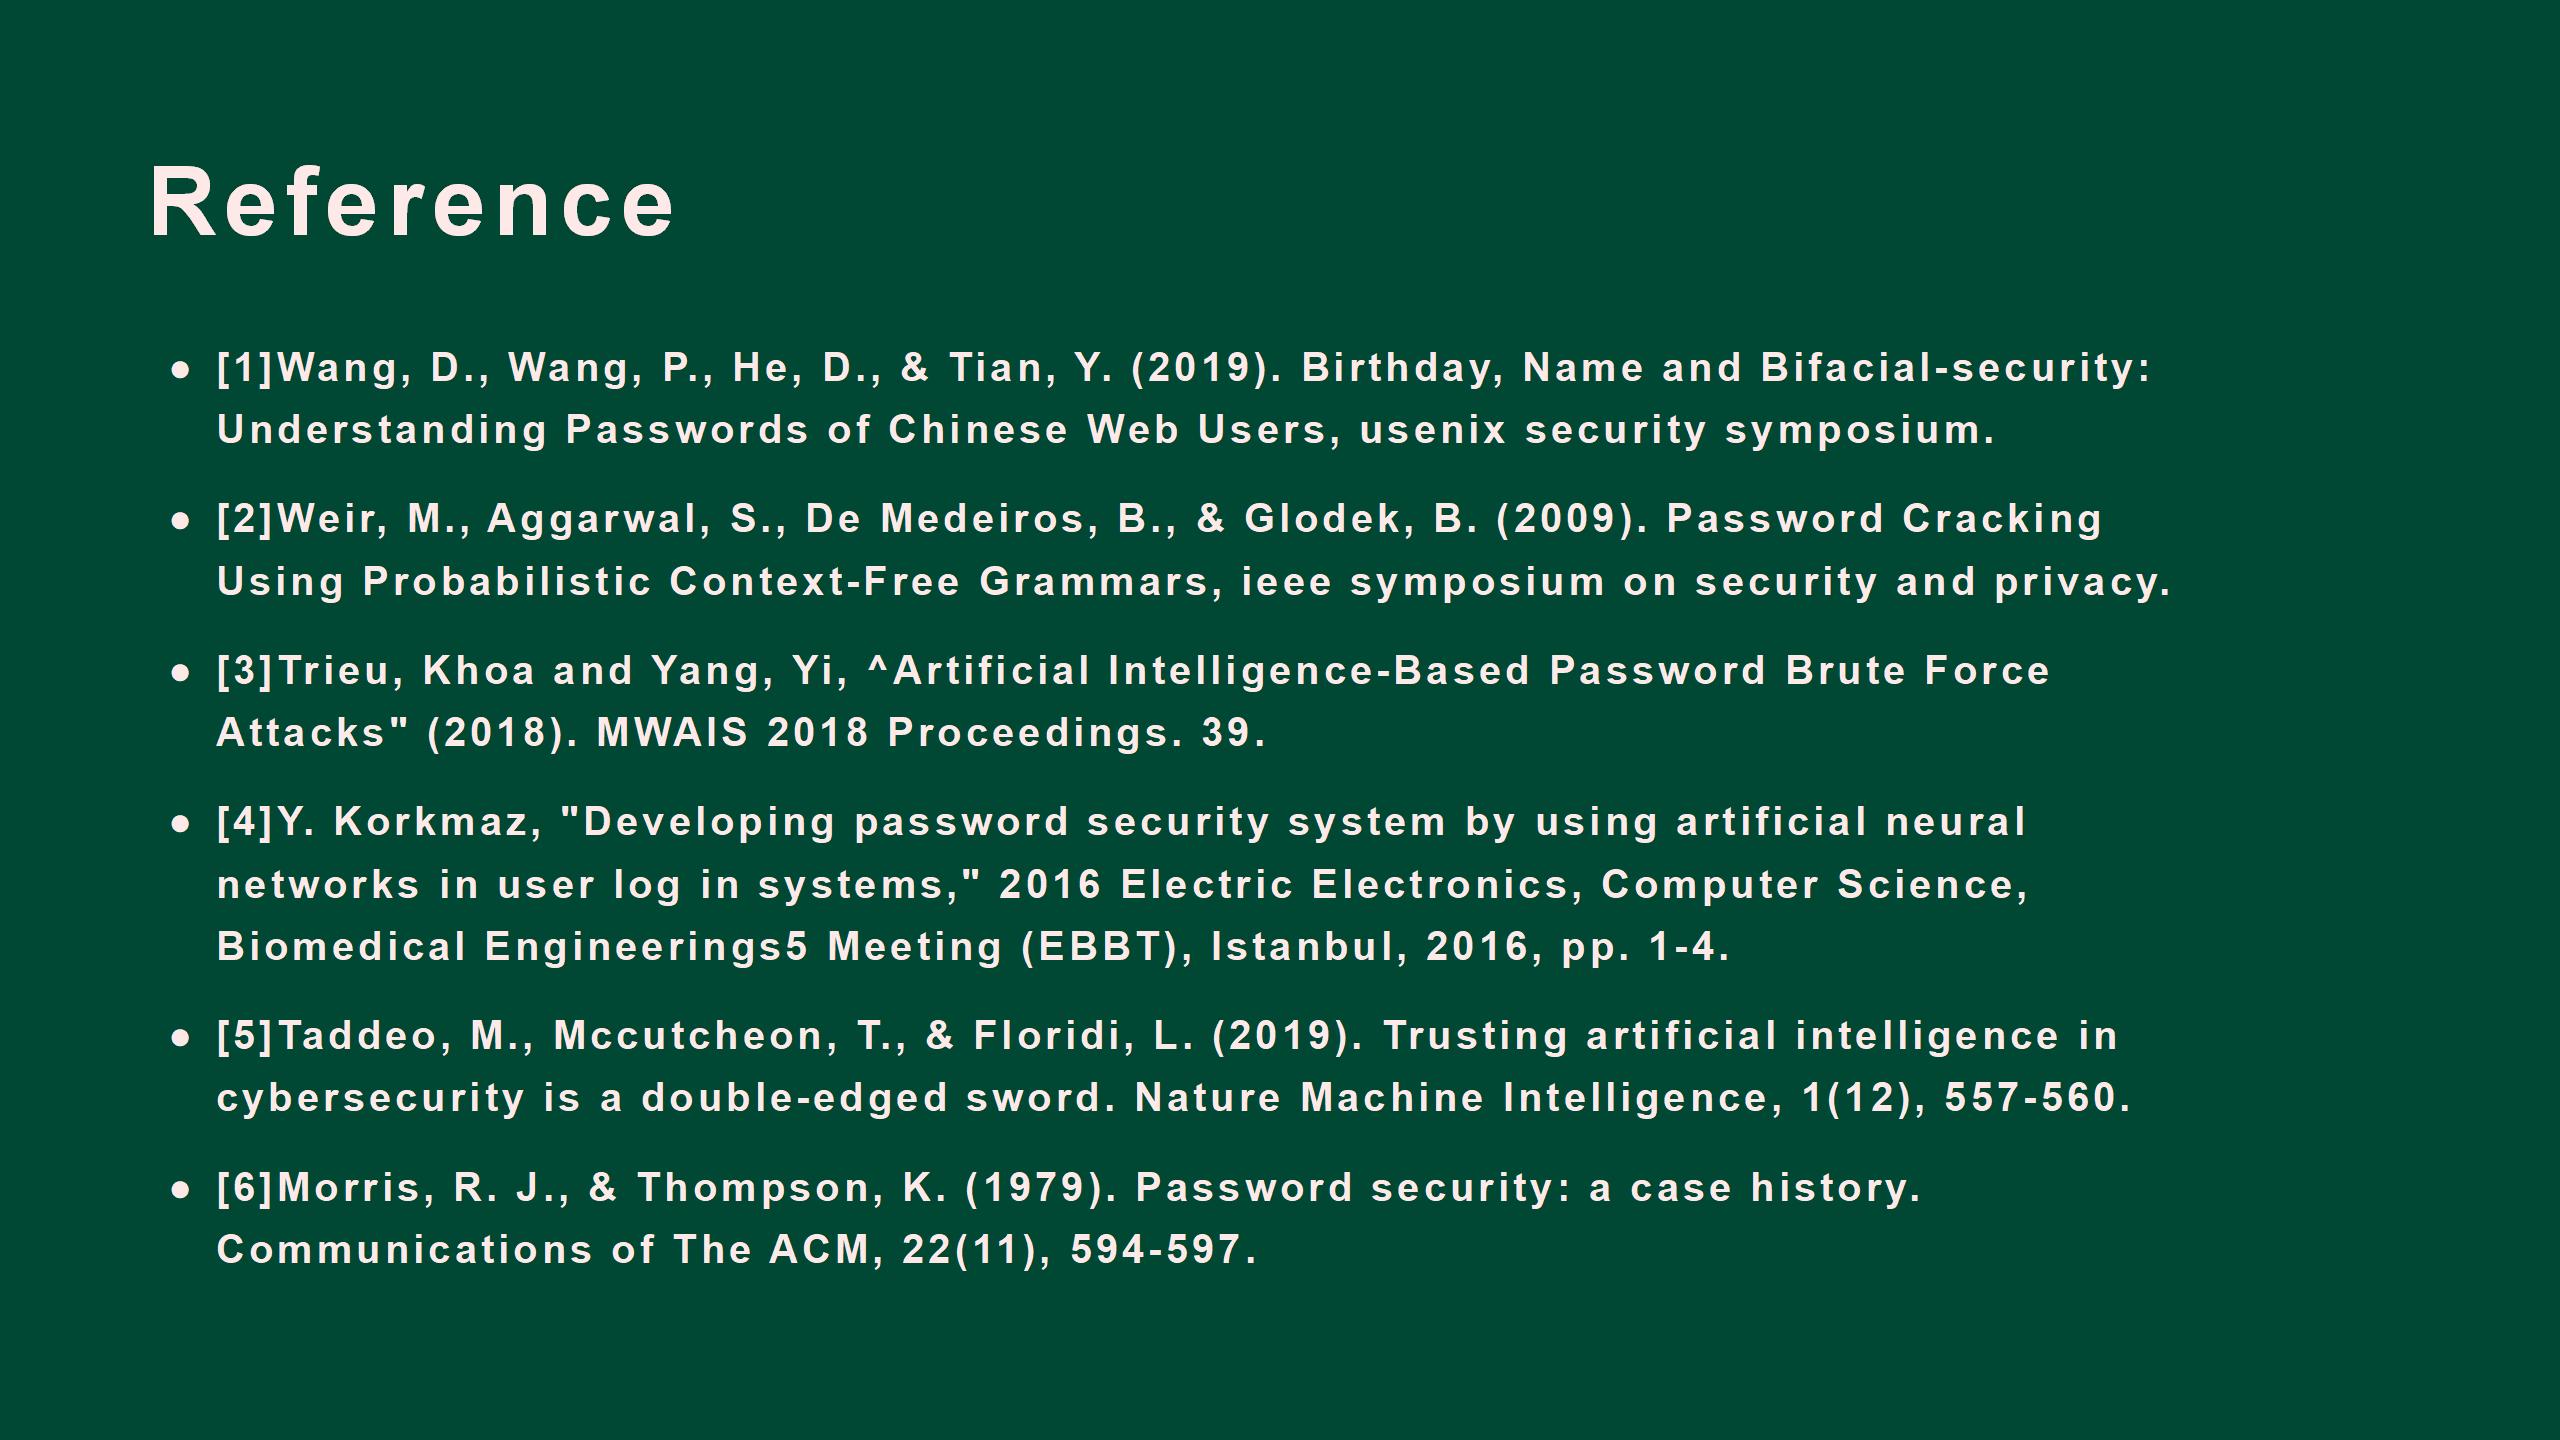 Reference
● [1]Wang, D., Wang, P., He, D., & Tian, Y. (2019). Birthday, Name and Bifacial-security:
Understanding Passwords of Chinese Web Users, usenix security symposium.
● [2]Weir, M., Aggarwal, S., De Medeiros, B., & Glodek, B. (2009). Password Cracking
Using Probabilistic Context-Free Grammars, ieee symposium on security and privacy.
● [3]Trieu, Khoa and Yang, Yi, ^Artificial Intelligence-Based Password Brute Force
Attacks" (2018). MWAIS 2018 Proceedings. 39.
● [4]Y. Korkmaz, "Developing password security system by using artificial neural
networks in user log in systems," 2016 Electric Electronics, Computer Science,
Biomedical Engineerings5 Meeting (EBBT), Istanbul, 2016, pp. 1-4.
● [5]Taddeo, M., Mccutcheon, T., & Floridi, L. (2019). Trusting artificial intelligence in
cybersecurity is a double-edged sword. Nature Machine Intelligence, 1(12), 557-560.
● [6]Morris, R. J., & Thompson, K. (1979). Password security: a case history.
Communications of The ACM, 22(11), 594-597.